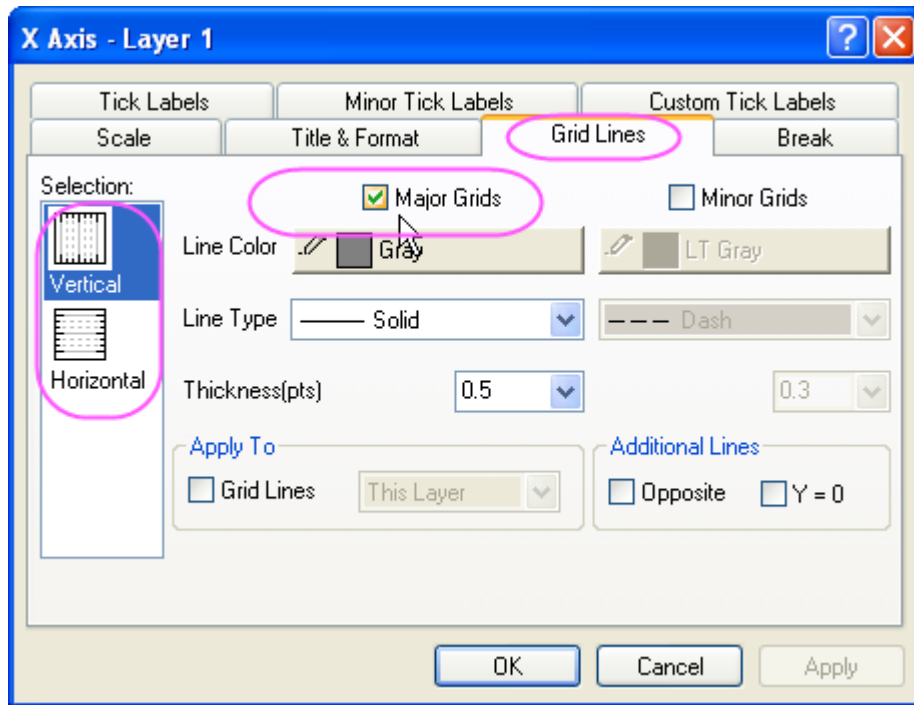 X Axis - Layer 1
Tick Labels Minor Tick Labels Custom Tick Labels
Scale Title & Format Grid Lines Break
Selection:
Major Grids Minor Grids
Vertical
Horizontal
Line Color Gray LT Gray
Line Type Solid Dash
Thickness(pts) 0.5 0.3
Apply To Additional Lines
Grid Lines This Layer Opposite Y = 0
OK Cancel Apply